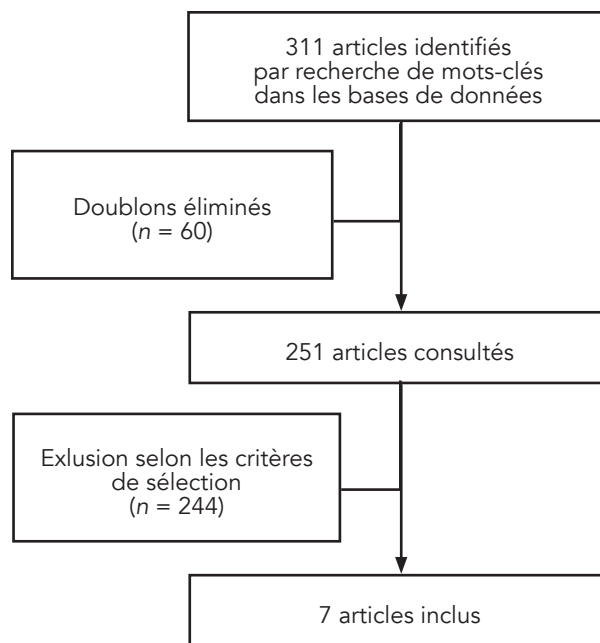 311 articles identifiés
par recherche de mots-clés
dans les bases de données
Doublons éliminés
(n = 60)
251 articles consultés
Exlusion selon les critères
de sélection
(n = 244)
7 articles inclus